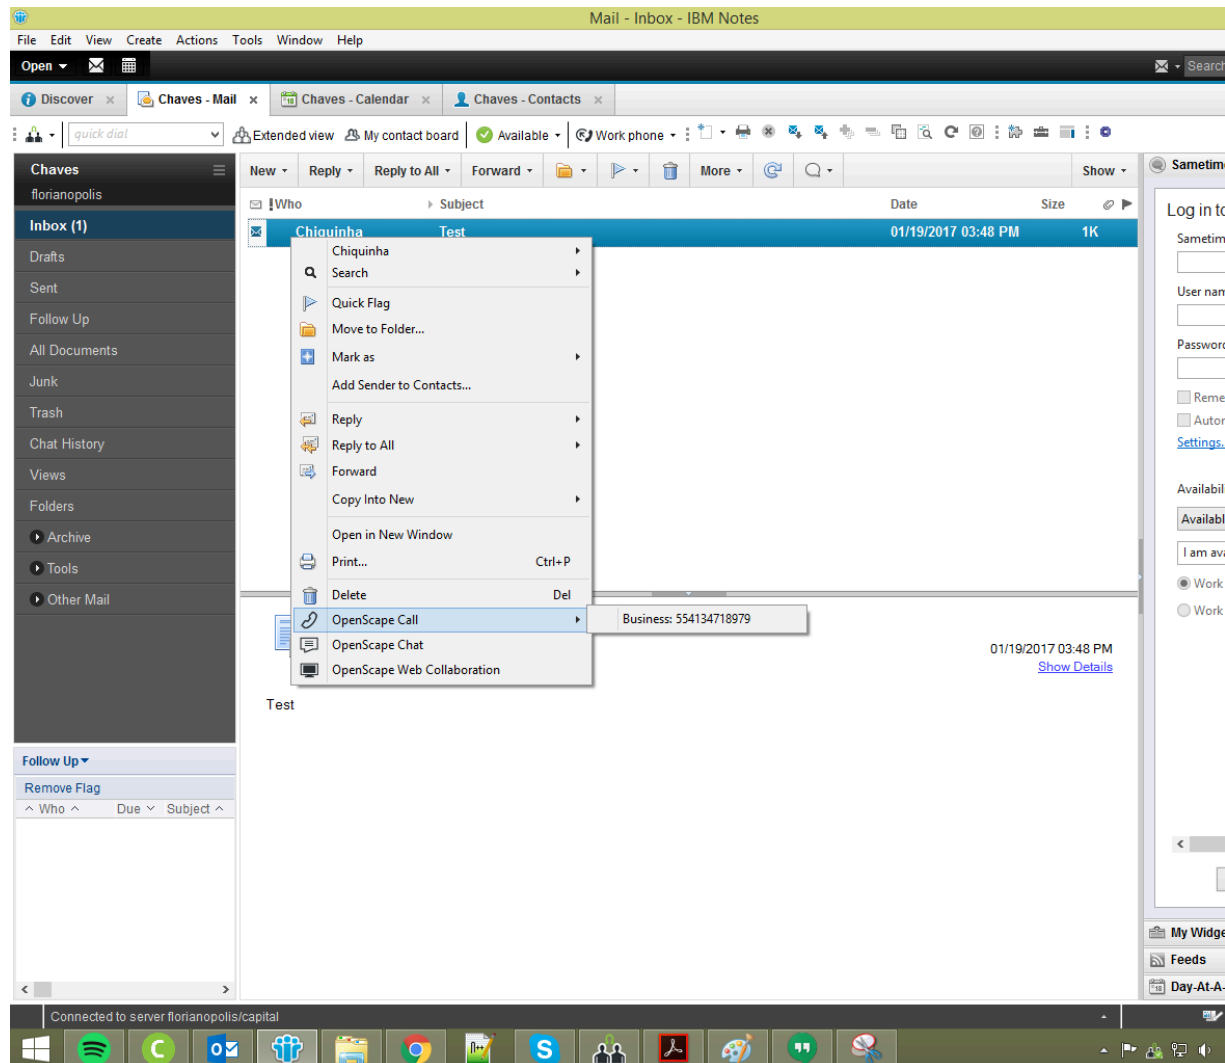 Mail - Inbox - IBM Notes
File Edit View Create Actions Tools Window Help
Open
Search
Discover
Chaves - Mail
Chaves - Calendar
Chaves - Contacts
quick dial
Extended view
My contact board
Available
Work phone
Chaves
florianopolis
Inbox (1)
Drafts
Sent
Follow Up
All Documents
Junk
Trash
Chat History
Views
Folders
Archive
Tools
Other Mail
Follow Up
Remove Flag
Who Due Subject
New Reply Reply to All Forward More Show
!Who Subject Date Size
Chiquinha Test 01/19/2017 03:48 PM 1K
Chiquinha
Search
Quick Flag
Move to Folder...
Mark as
Add Sender to Contacts...
Reply
Reply to All
Forward
Copy Into New
Open in New Window
Print... Ctrl+P
Delete Del
OpenScape Call
Business: 554134718979
OpenScape Chat
OpenScape Web Collaboration
01/19/2017 03:48 PM
Show Details
Test
Sametime
Log in to
Sametim
User nam
Password
Reme
Autor
Settings.
Availabil
Availabl
I am ava
Work
Work
My Widge
Feeds
Day-At-A-
Connected to server florianopolis/capital